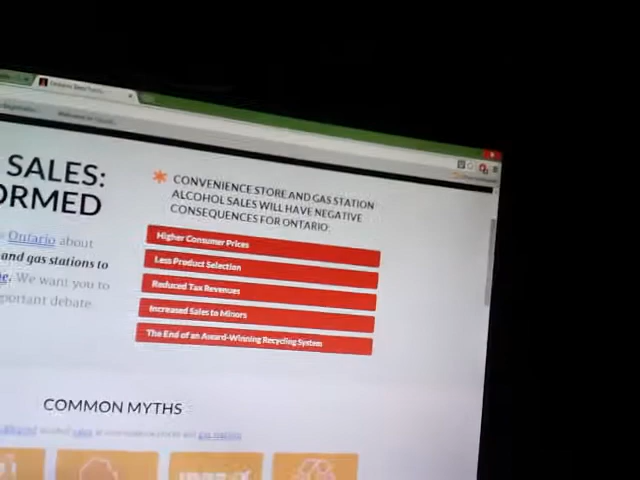 SALES:
ORMED
Ontario about
and gas stations to
We want you to
portant debate.
CONVENIENCE STORE AND GAS STATION
ALCOHOL SALES WILL HAVE NEGATIVE
CONSEQUENCES FOR ONTARIO:
Higher Consumer Prices
Less Product Selection
Reduced Tax Revenues
Increased Sales to Minors
The End of an Award-Winning Recycling System
COMMON MYTHS